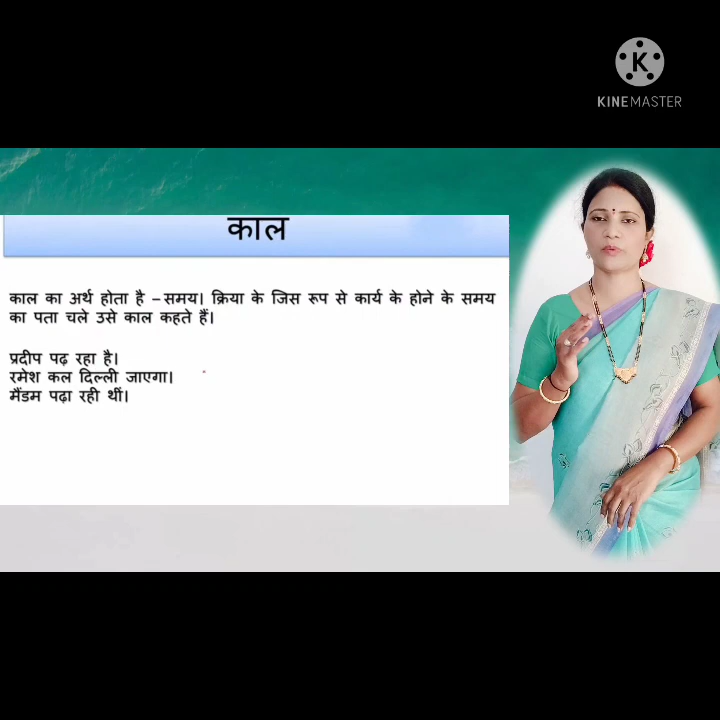 KINEMASTER
काल
काल का अर्थ होता है – समय। क्रिया के जिस रूप से कार्य के होने के समय
का पता चले उसे काल कहते हैं।
प्रदीप पढ़ रहा है।
रमेश कल दिल्ली जाएगा।
मैंडम पढ़ा रही थीं।